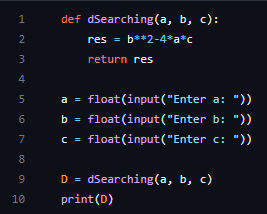 1 def dSearching(a, b, c):
2 res = b**2-4*a*c
3 return res
4
5 a = float(input("Enter a: "))
6 b = float(input("Enter b: "))
7 c = float(input("Enter c: "))
8
9 D = dSearching(a, b, c)
10 print(D)